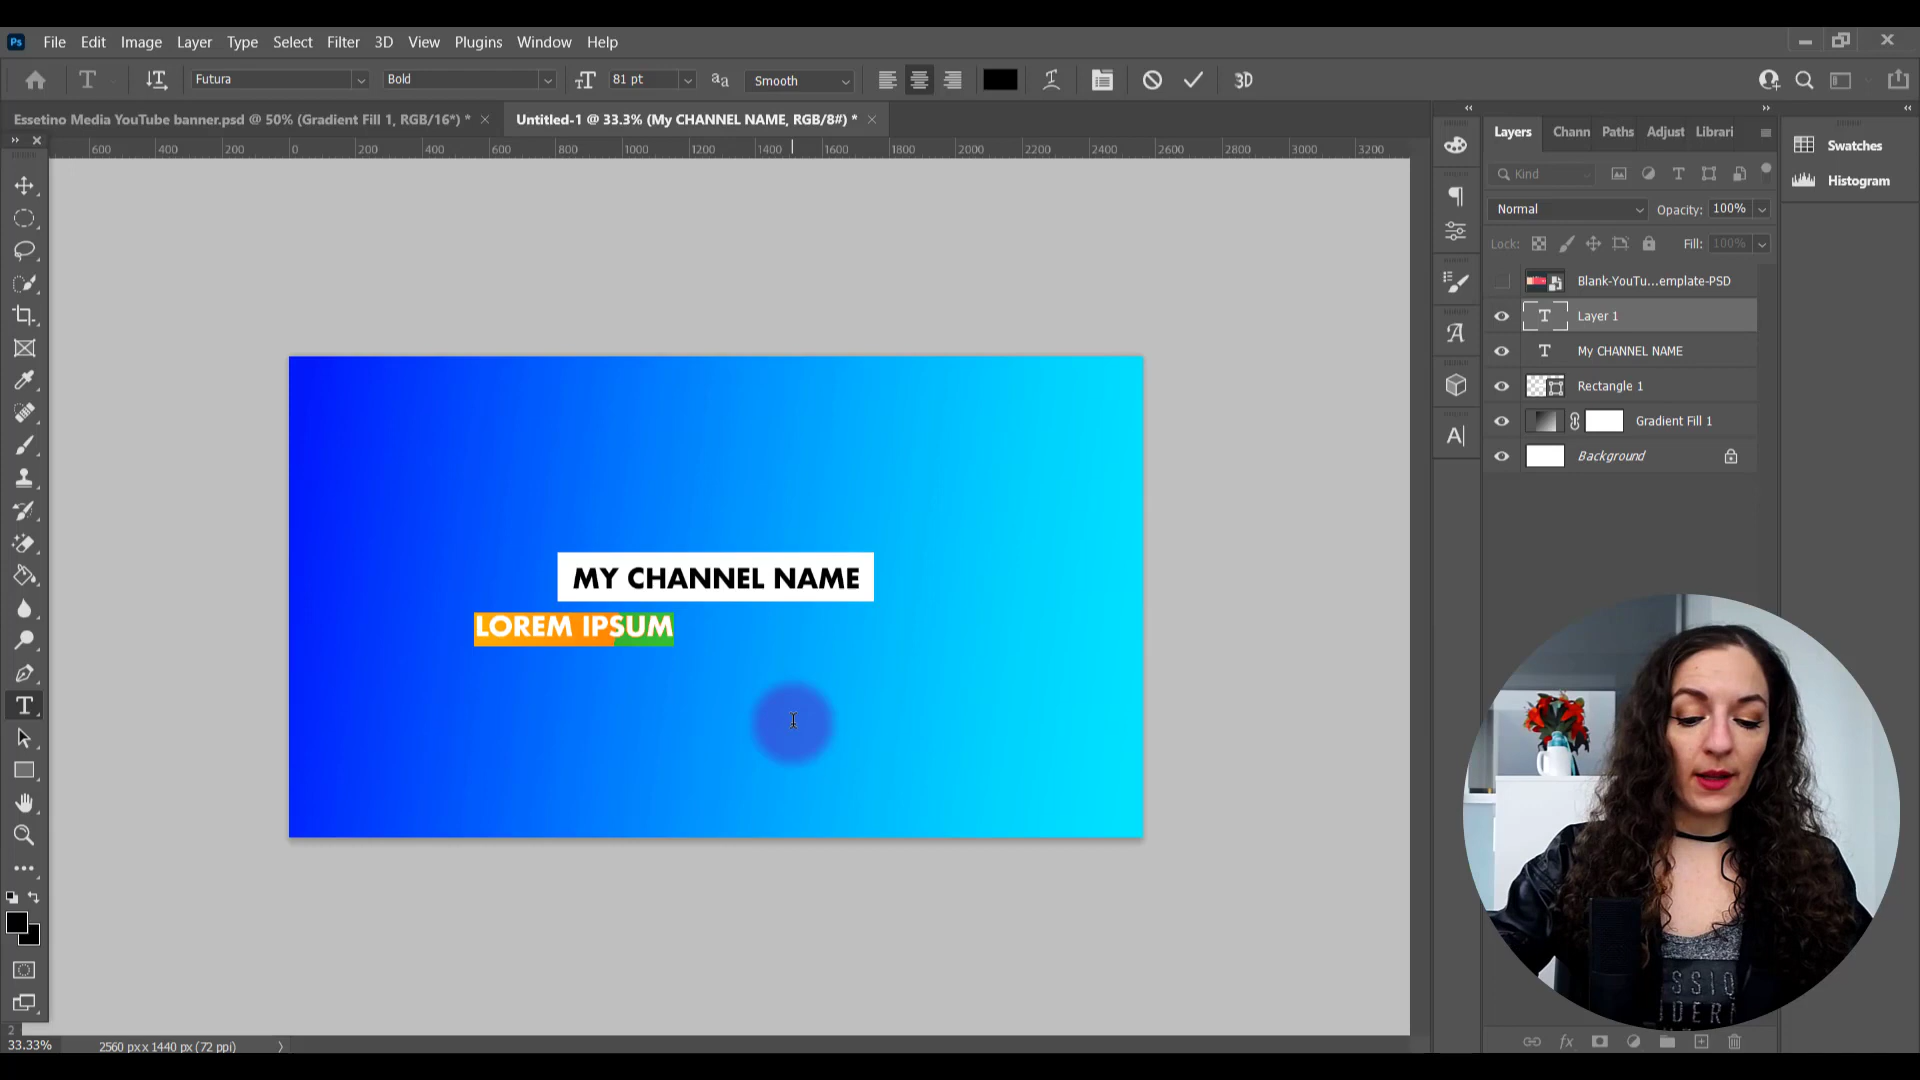 Ps File Edit Image Layer Type Select Filter 3D View Plugins Window Help
Futura Bold 81 pt aa Smooth 3D
Essetino Media YouTube banner.psd @ 50% (Gradient Fill 1, RGB/16*) *
Untitled-1 @ 33.3% (My CHANNEL NAME, RGB/8#) *
600 400 200 0 200 400 600 800 1000 1200 1400 1600 1800 2000 2200 2400 2600 2800 3000 3200
Layers Chann Paths Adjust Librari
Swatches
Histogram
Kind
Normal Opacity: 100%
Lock: Fill: 100%
Blank-YouTu...emplate-PSD
Layer 1
My CHANNEL NAME
Rectangle 1
Gradient Fill 1
Background
MY CHANNEL NAME
LOREM IPSUM
2
33.33% 2560 px x 1440 px (72 ppi)